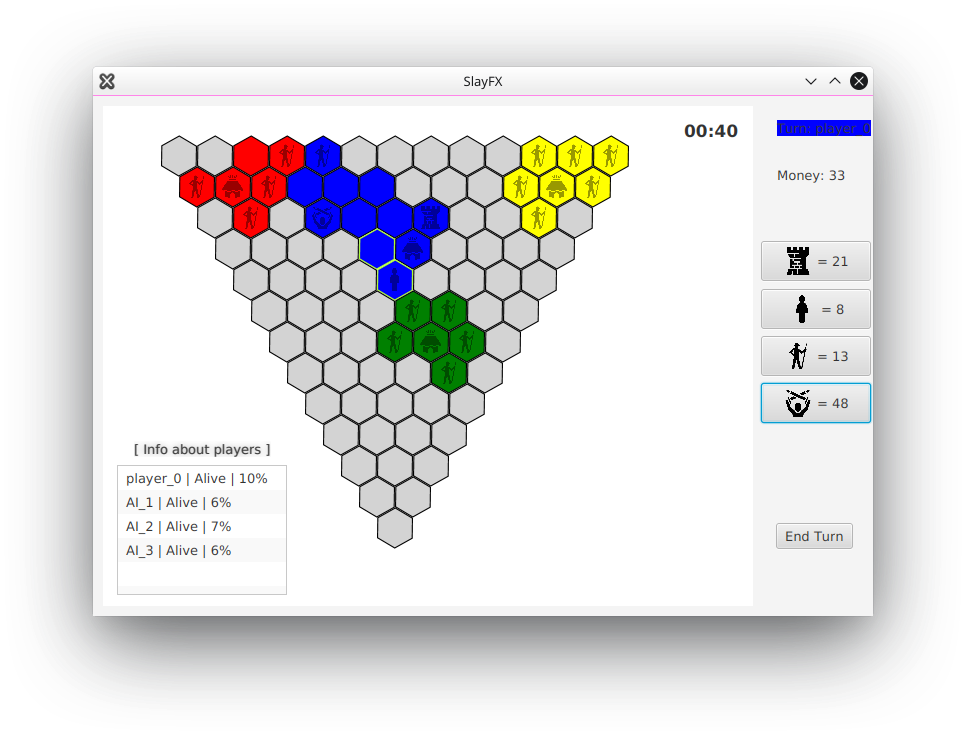 SlayFX
00:40
Turn: player_0
Money: 33
= 21
= 8
= 13
= 48
[ Info about players ]
player_0 | Alive | 10%
AI_1 | Alive | 6%
AI_2 | Alive | 7%
AI_3 | Alive | 6%
End Turn